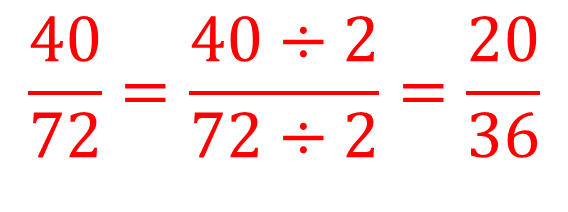 40/72 = 40 ÷ 2/72 ÷ 2 = 20/36